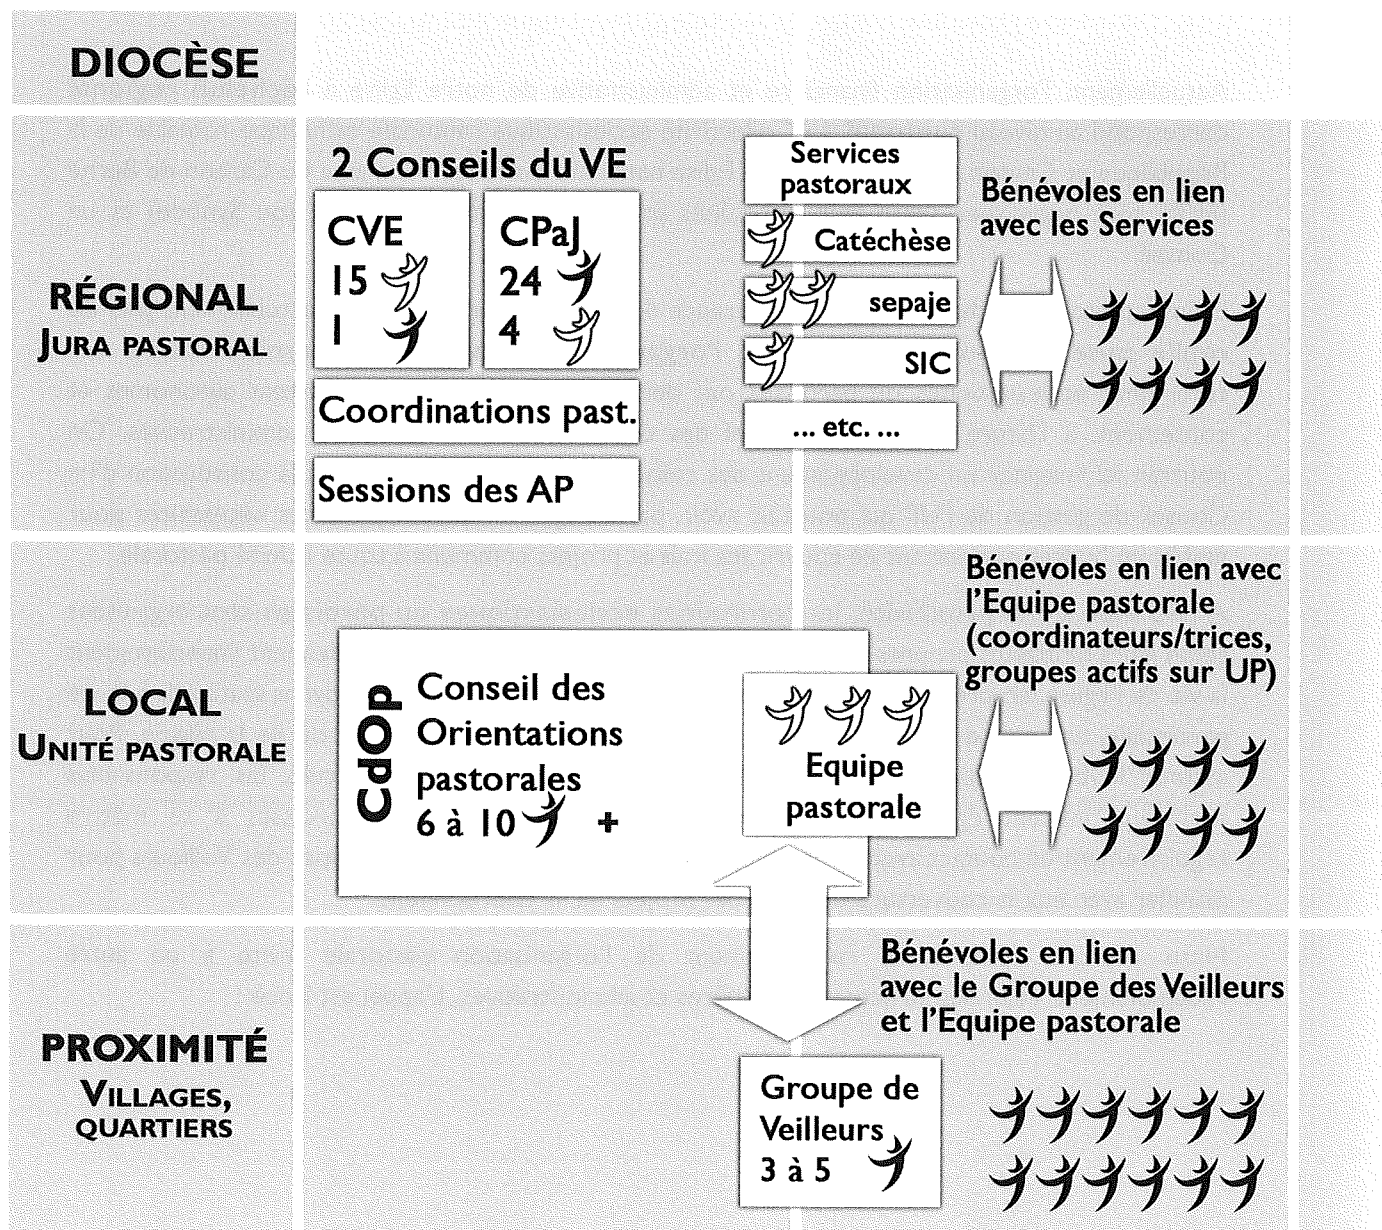 DIOCÈSE
RÉGIONAL
JURA PASTORAL
2 Conseils du VE
CVE
15
1
CPaJ
24
4
Coordinations past.
Sessions des AP
Services
pastoraux
Catéchèse
sepaje
SIC
... etc. ...
Bénévoles en lien
avec les Services
LOCAL
UNITÉ PASTORALE
CdOp
Conseil des
Orientations
pastorales
6 à 10 +
Equipe
pastorale
Bénévoles en lien avec
l'Equipe pastorale
(coordinateurs/trices,
groupes actifs sur UP)
PROXIMITÉ
VILLAGES,
QUARTIERS
Bénévoles en lien
avec le Groupe des Veilleurs
et l'Equipe pastorale
Groupe de
Veilleurs
3 à 5